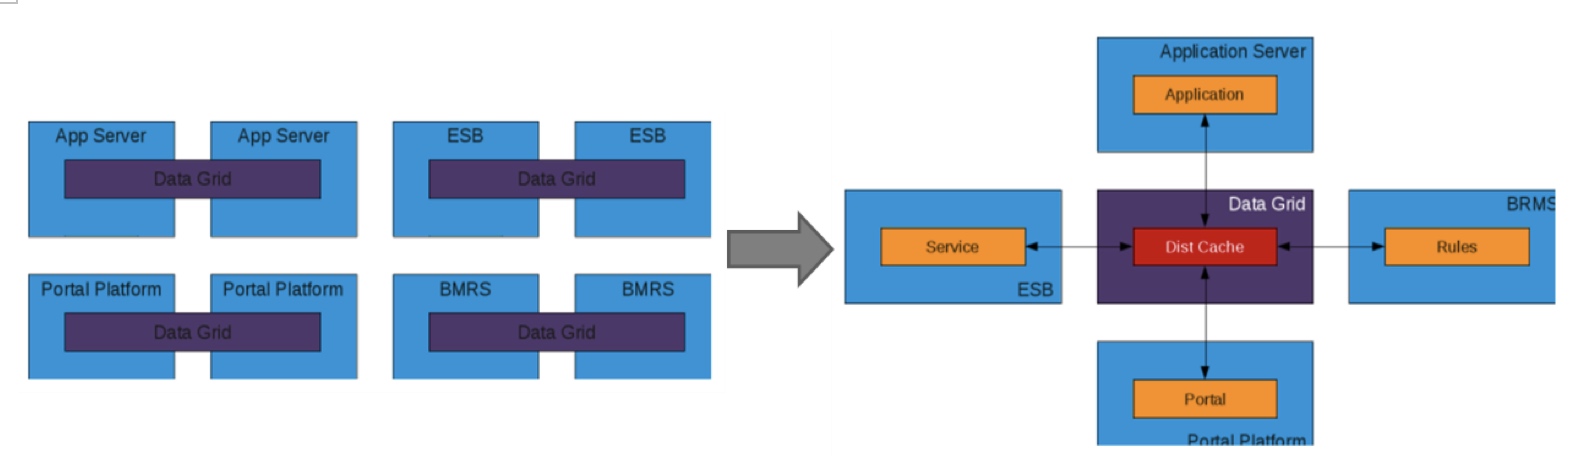 App Server
App Server
Data Grid
ESB
ESB
Data Grid
Portal Platform
Portal Platform
Data Grid
BMRS
BMRS
Data Grid
Application Server
Application
Service
ESB
Data Grid
Dist Cache
BRMS
Rules
Portal
Portal Platform